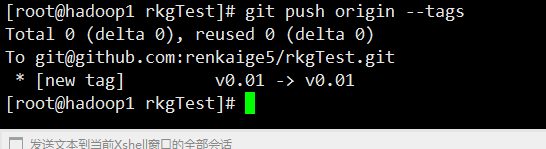 [root@hadoop1 rkgTest]# git push origin --tags
Total 0 (delta 0), reused 0 (delta 0)
To git@github.com:renkaige5/rkgTest.git
 * [new tag]         v0.01 -> v0.01
[root@hadoop1 rkgTest]#
发送文本到当前Xshell窗口的全部会话